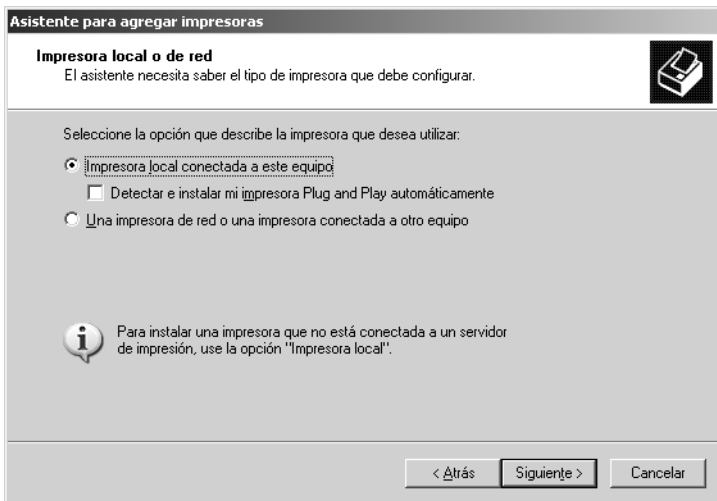 Asistente para agregar impresoras
Impresora local o de red
El asistente necesita saber el tipo de impresora que debe configurar.
Seleccione la opción que describe la impresora que desea utilizar:
Impresora local conectada a este equipo
Detectar e instalar mi impresora Plug and Play automáticamente
Una impresora de red o una impresora conectada a otro equipo
Para instalar una impresora que no está conectada a un servidor
de impresión, use la opción "Impresora local".
< Atrás Siguiente > Cancelar